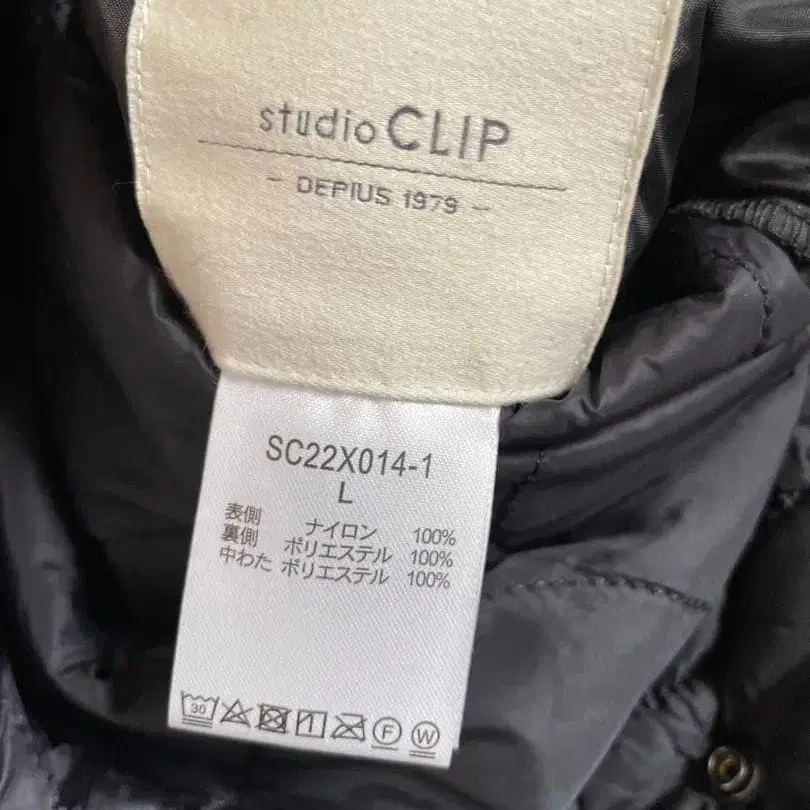 studio CLIP
- DEPIUS 1979 -
SC22X014-1
L
表側 ナイロン 100%
裏側 ポリエステル 100%
中わた ポリエステル 100%
30 F W